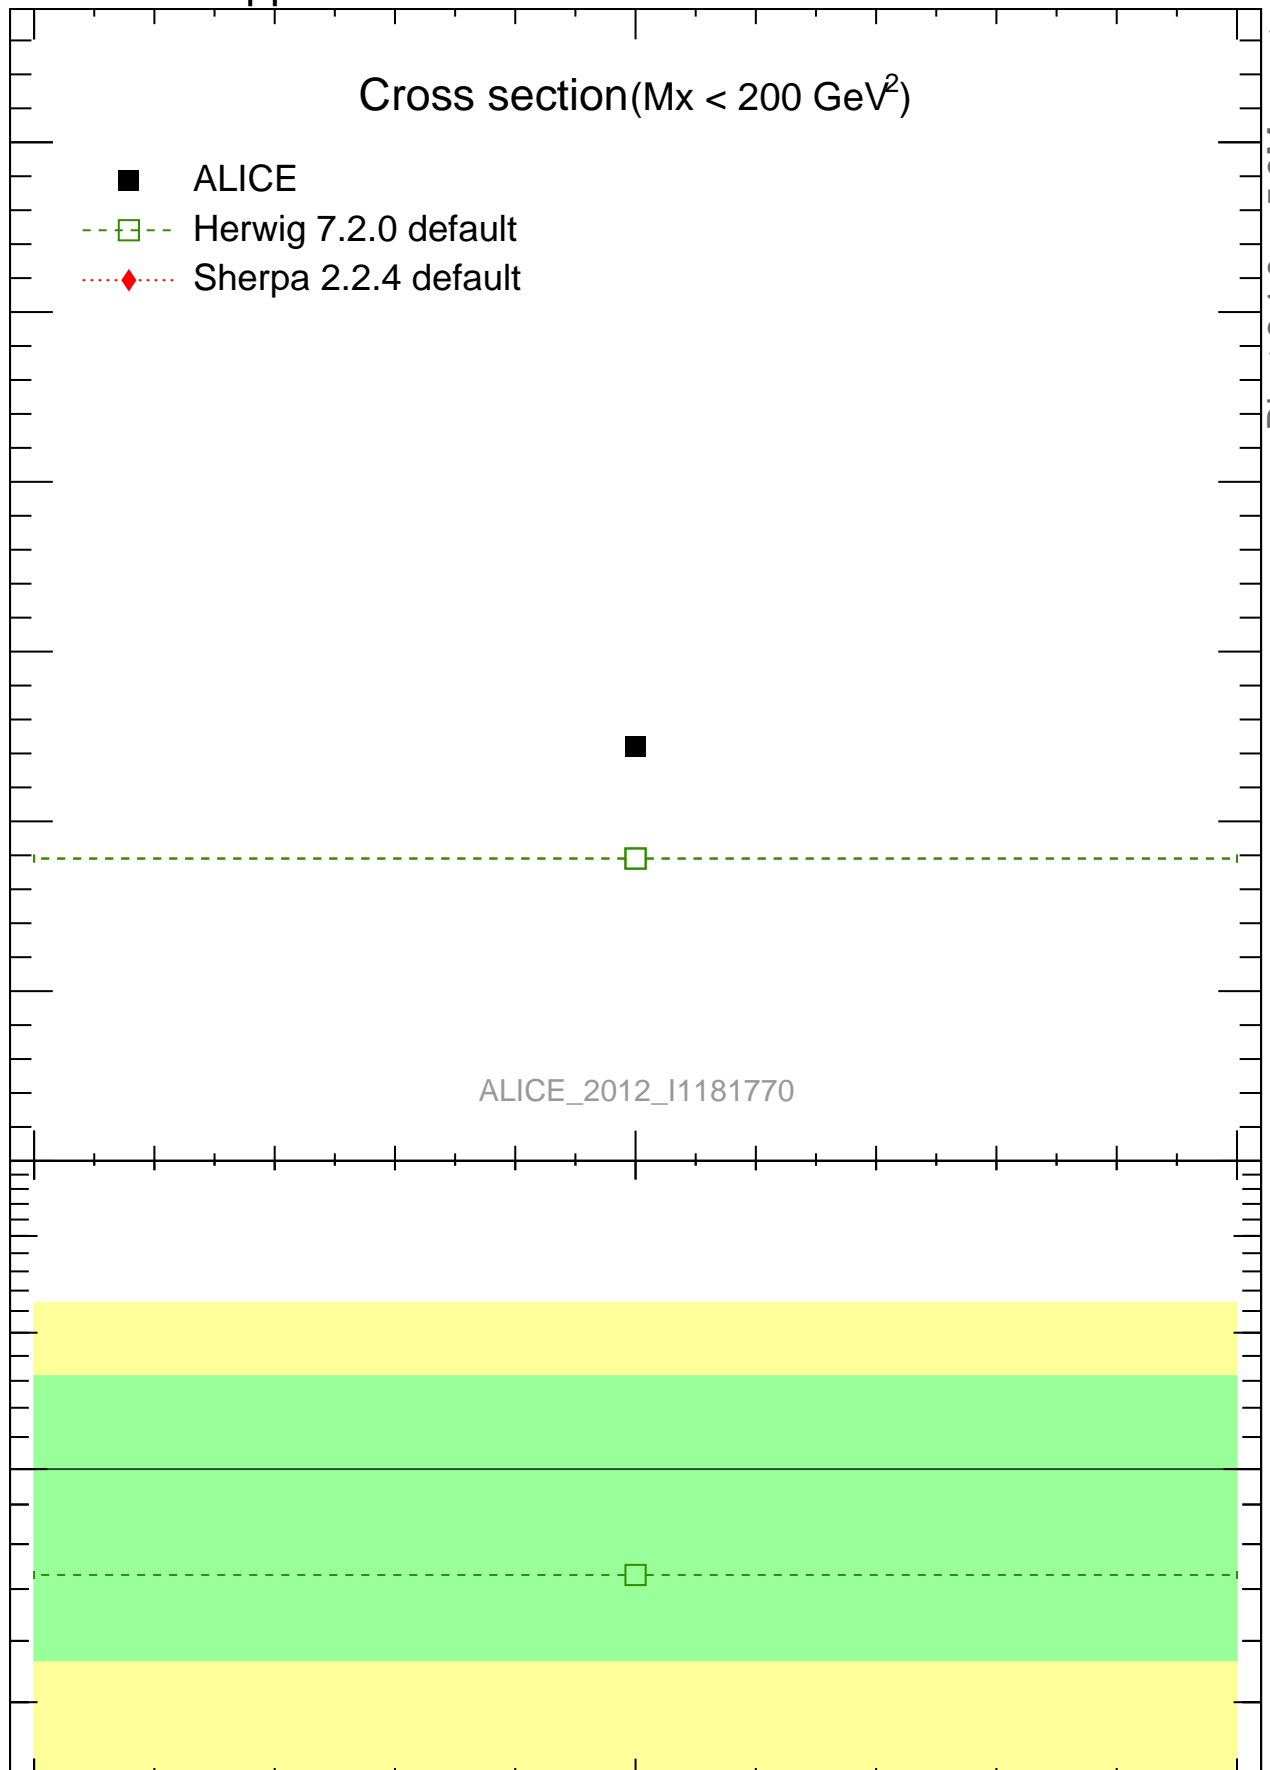 Cross section(Mx < 200 GeV²)
ALICE
Herwig 7.2.0 default
Sherpa 2.2.4 default
ALICE_2012_I1181770